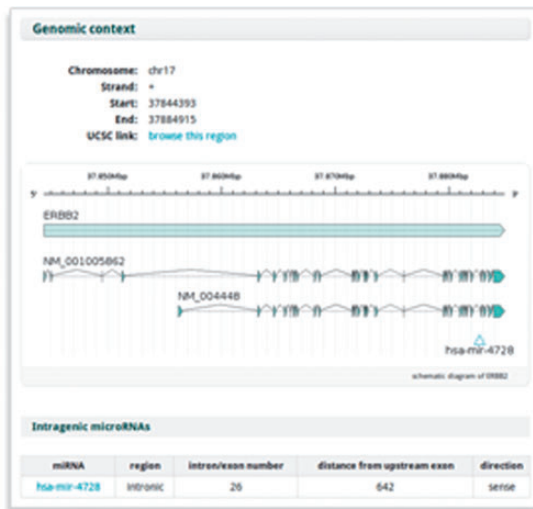 Genomic context
Chromosome: chr17
Strand: +
Start: 37844393
End: 37884915
UCSC link: browse this region
37.850Mbp 37.860Mbp 37.870Mbp 37.880Mbp
5' 3'
ERBB2
NM_001005862
NM_004448
hsa-mir-4728
schematic diagram of ERBB2
Intragenic microRNAs
miRNA region intron/exon number distance from upstream exon direction
hsa-mir-4728 intronic 26 642 sense